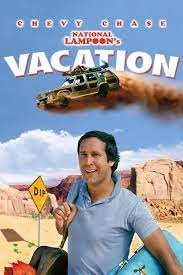 CHEVY CHASE
NATIONAL
LAMPOON's
VACATION
DIP